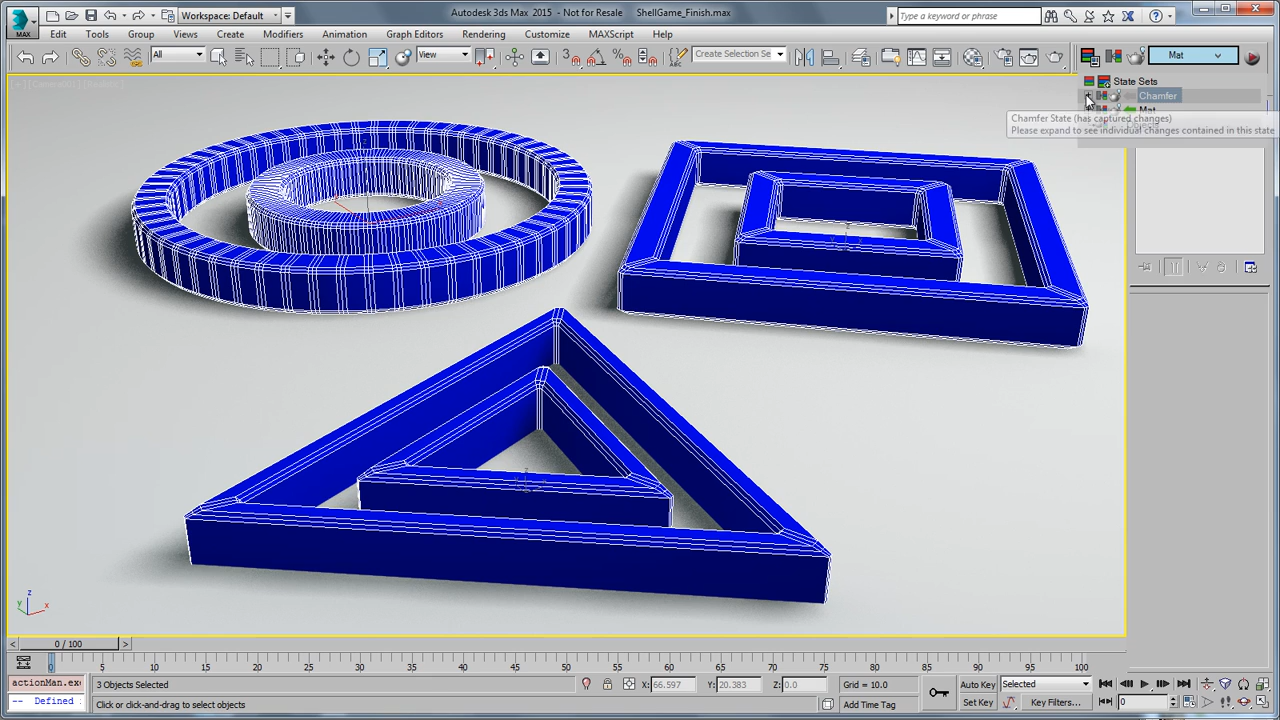 Workspace: Default
Autodesk 3ds Max 2015 - Not for Resale ShellGame_Finish.max
Type a keyword or phrase
MAX
Edit Tools Group Views Create Modifiers Animation Graph Editors Rendering Customize MAXScript Help
All
View
3
Create Selection Se
Mat
State Sets
Chamfer
Mat
Chamfer State (has captured changes)
Please expand to see individual changes contained in this state
z
y x
0 / 100
0 5 10 15 20 25 30 35 40 45 50 55 60 65 70 75 80 85 90 95 100
actionMan.exe
3 Objects Selected
X: 66.597 Y: 20.383 Z: 0.0
Grid = 10.0
Auto Key Selected
-- Defined :
Click or click-and-drag to select objects
Add Time Tag
Set Key Key Filters...
0